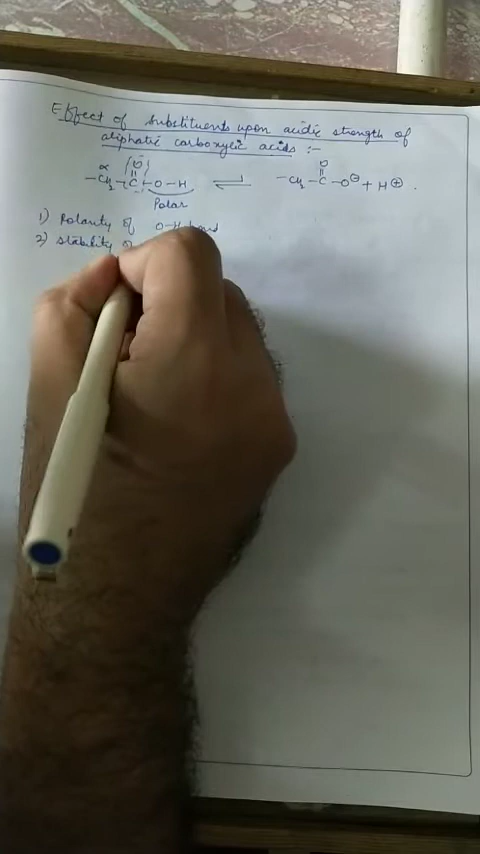 Effect of substituents upon acidic strength of
aliphatic carboxylic acids :-
α O O
-CH2-C-O-H ⇌ -CH2-C-O⊖ + H⊕ .
Polar
1) Polarity of O-H bond
2) stability